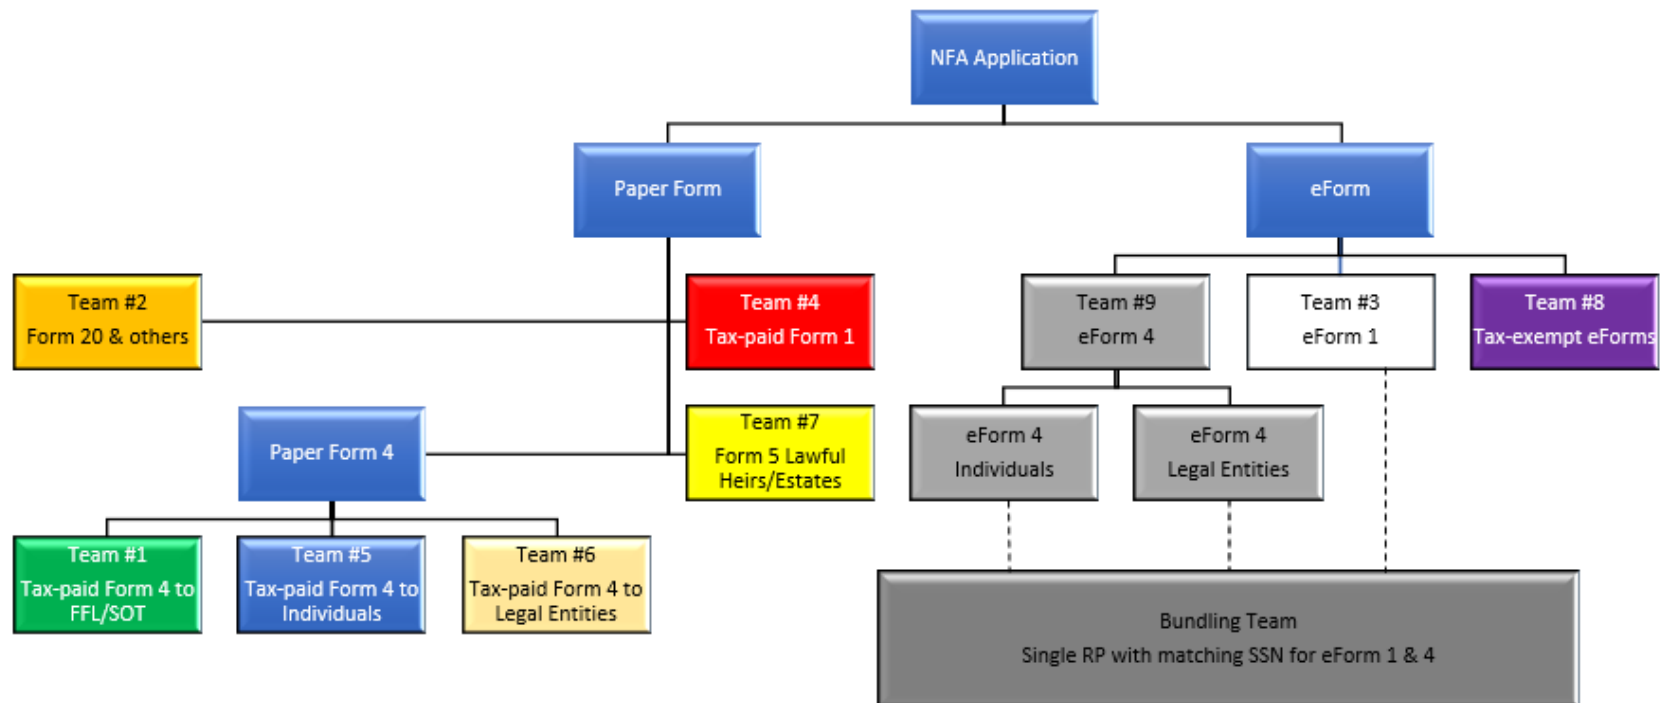 NFA Application
Paper Form
eForm
Team #2
Form 20 & others
Team #4
Tax-paid Form 1
Team #9
eForm 4
Team #3
eForm 1
Team #8
Tax-exempt eForms
Paper Form 4
Team #7
Form 5 Lawful
Heirs/Estates
eForm 4
Individuals
eForm 4
Legal Entities
Team #1
Tax-paid Form 4 to
FFL/SOT
Team #5
Tax-paid Form 4 to
Individuals
Team #6
Tax-paid Form 4 to
Legal Entities
Bundling Team
Single RP with matching SSN for eForm 1 & 4